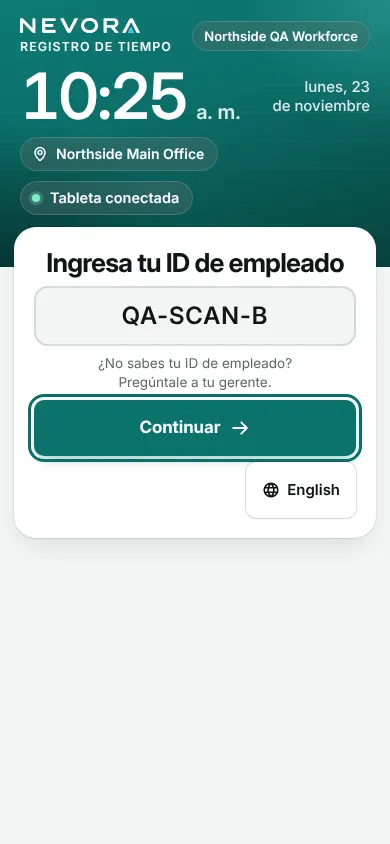 NEVORA
REGISTRO DE TIEMPO
Northside QA Workforce
10:25 a. m.
lunes, 23
de noviembre
Northside Main Office
Tableta conectada
Ingresa tu ID de empleado
QA-SCAN-B
¿No sabes tu ID de empleado?
Pregúntale a tu gerente.
Continuar →
English